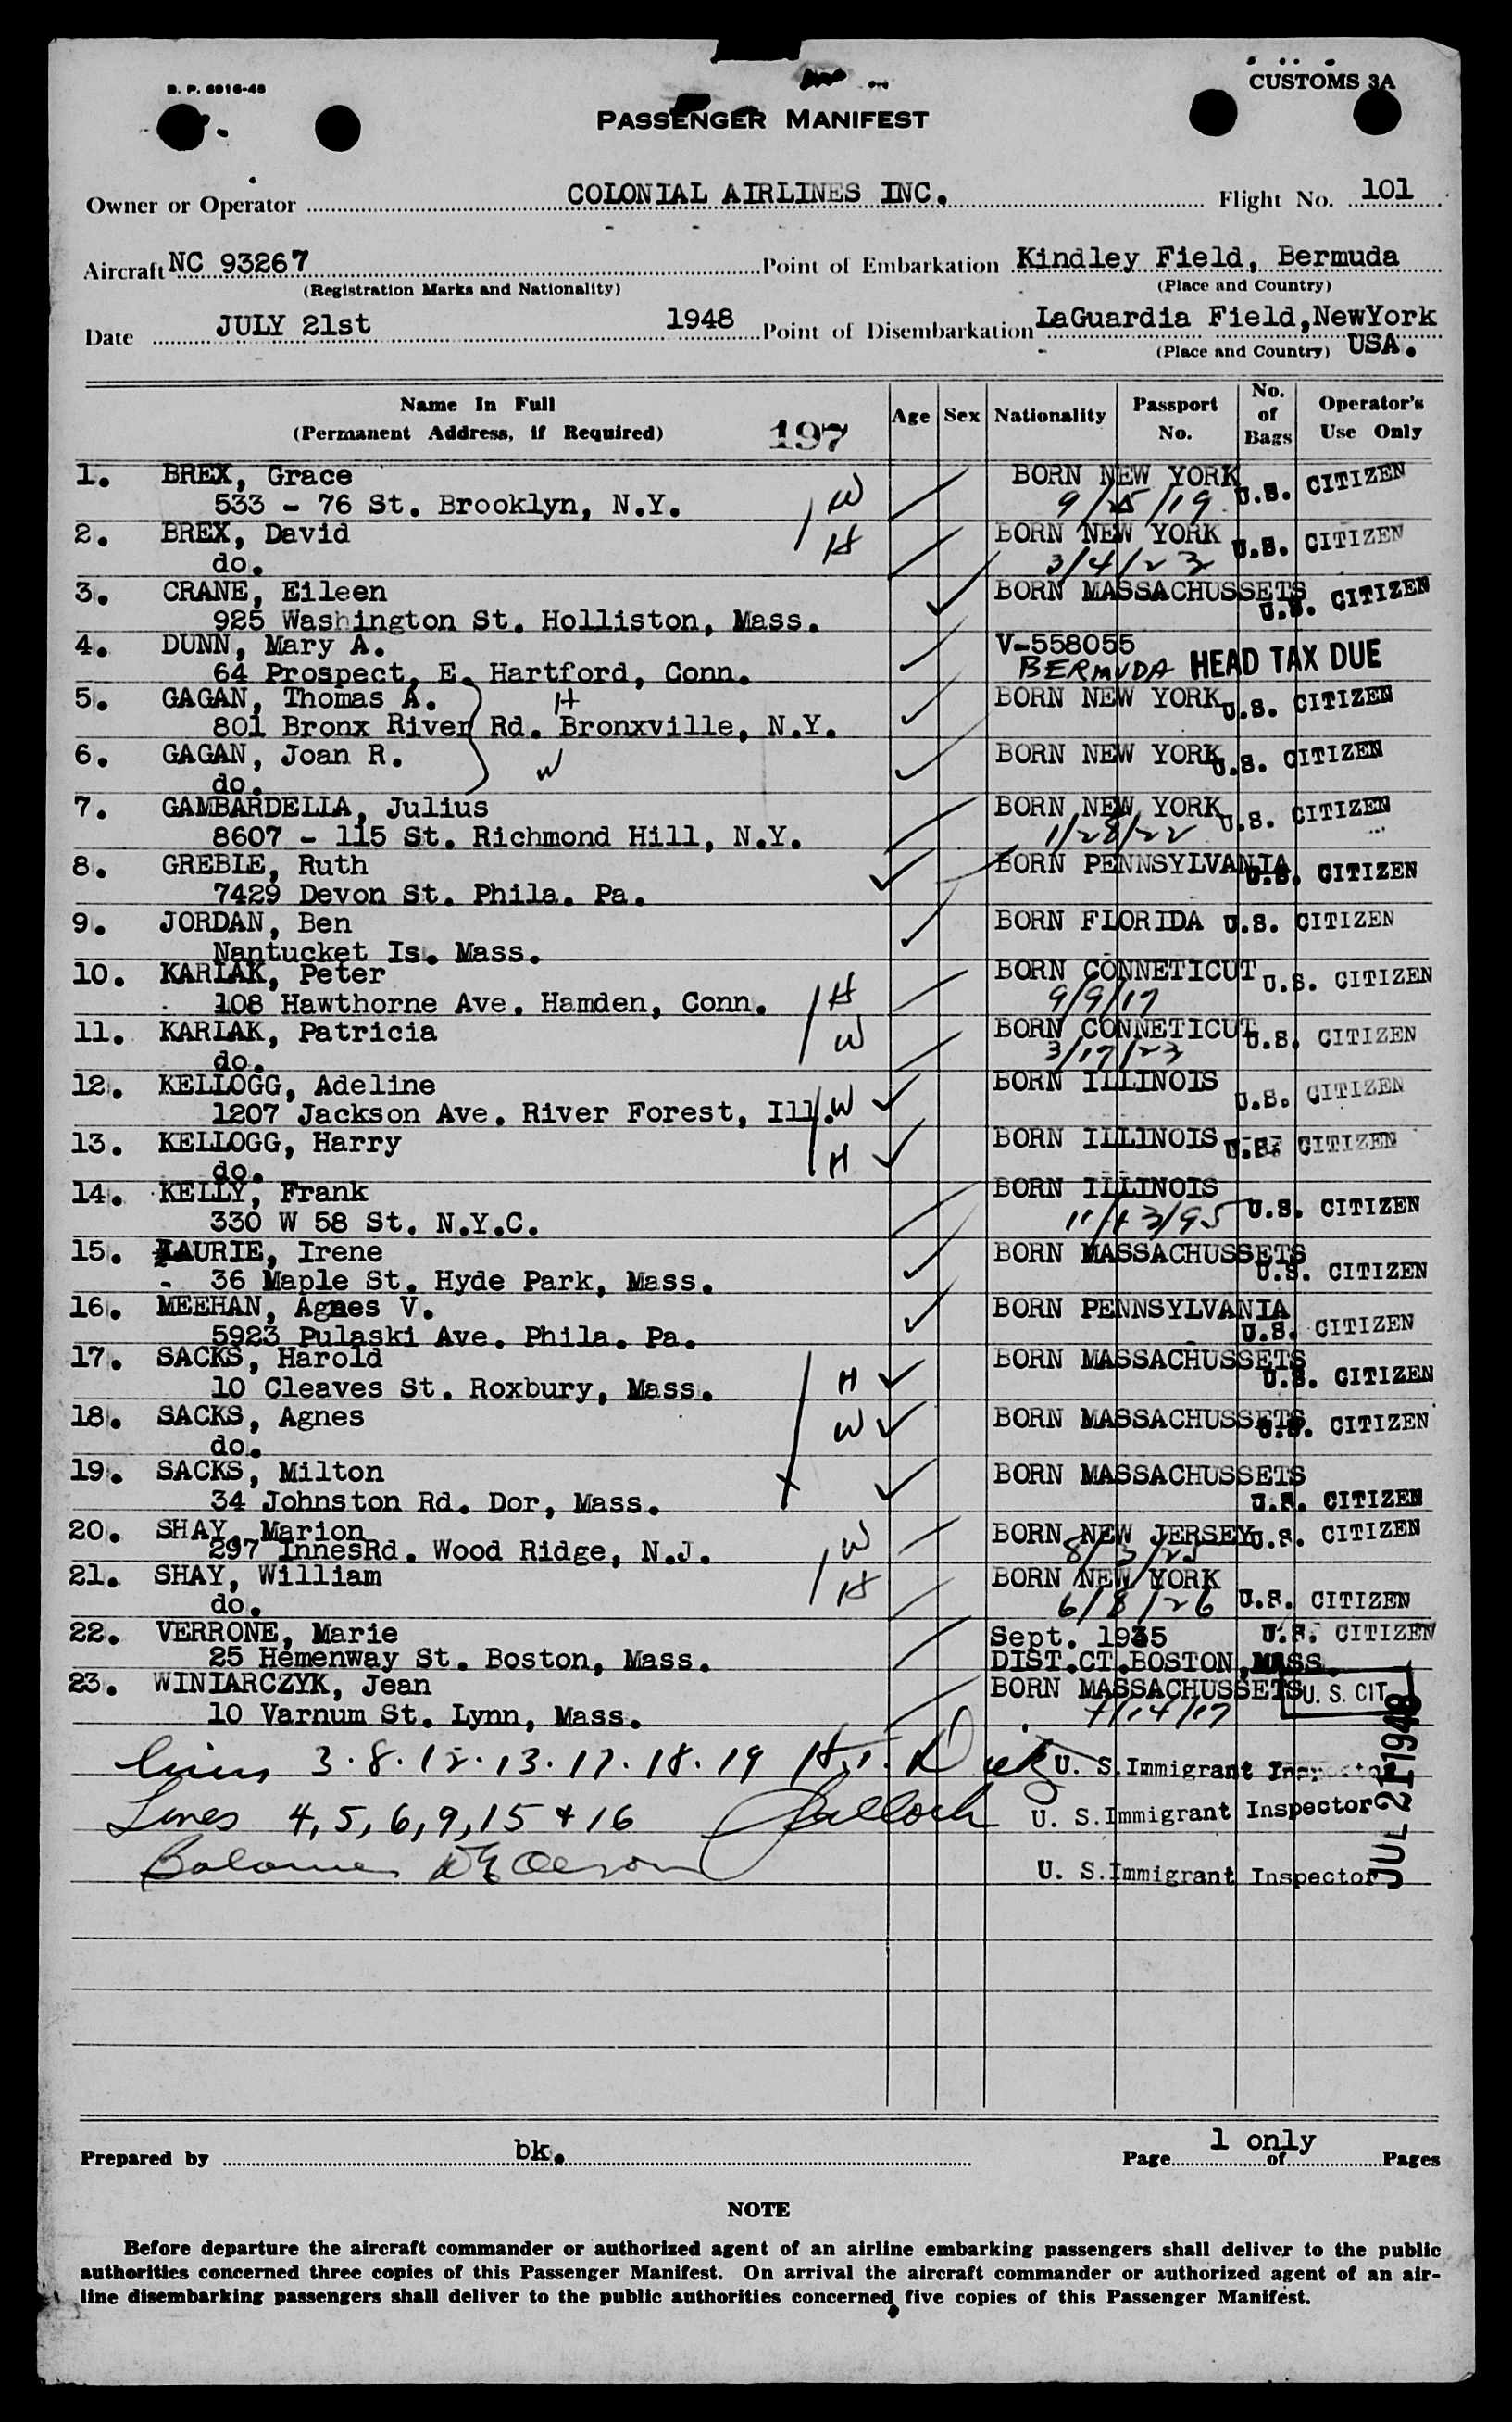 B. P. 6916-48
CUSTOMS 3A
PASSENGER MANIFEST
Owner or Operator COLONIAL AIRLINES INC. Flight No. 101
Aircraft NC 93267 Point of Embarkation Kindley Field, Bermuda
(Registration Marks and Nationality) (Place and Country)
Date JULY 21st 1948 Point of Disembarkation LaGuardia Field,NewYork
(Place and Country) USA.
Name In Full Age Sex Nationality Passport No. No. of Bags Operator's Use Only
(Permanent Address, if Required) 197
1. BREX, Grace BORN NEW YORK U.S. CITIZEN
533 - 76 St. Brooklyn, N.Y. W 9/15/19
2. BREX, David H BORN NEW YORK U.S. CITIZEN
do. 3/4/23
3. CRANE, Eileen BORN MASSACHUSSETS
925 Washington St. Holliston, Mass. U.S. CITIZEN
4. DUNN, Mary A. V-558055
64 Prospect, E. Hartford, Conn. BERMUDA HEAD TAX DUE
5. GAGAN, Thomas A. H BORN NEW YORK U.S. CITIZEN
801 Bronx River Rd. Bronxville, N.Y.
6. GAGAN, Joan R. W BORN NEW YORK U.S. CITIZEN
do.
7. GAMBARDELLA, Julius BORN NEW YORK U.S. CITIZEN
8607 - 115 St. Richmond Hill, N.Y. 1/28/22
8. GREBLE, Ruth BORN PENNSYLVANIA U.S. CITIZEN
7429 Devon St. Phila. Pa.
9. JORDAN, Ben BORN FLORIDA U.S. CITIZEN
Nantucket Is. Mass.
10. KARLAK, Peter BORN CONNETICUT U.S. CITIZEN
108 Hawthorne Ave. Hamden, Conn. H 9/9/17
11. KARLAK, Patricia W BORN CONNETICUT U.S. CITIZEN
do. 3/17/23
12. KELLOGG, Adeline BORN ILLINOIS U.S. CITIZEN
1207 Jackson Ave. River Forest, Ill. W
13. KELLOGG, Harry H BORN ILLINOIS U.S. CITIZEN
do.
14. KELLY, Frank BORN ILLINOIS
330 W 58 St. N.Y.C. 11/13/95 U.S. CITIZEN
15. LAURIE, Irene BORN MASSACHUSSETS
36 Maple St. Hyde Park, Mass. U.S. CITIZEN
16. MEEHAN, Agnes V. BORN PENNSYLVANIA
5923 Pulaski Ave. Phila. Pa. U.S. CITIZEN
17. SACKS, Harold BORN MASSACHUSSETS
10 Cleaves St. Roxbury, Mass. H U.S. CITIZEN
18. SACKS, Agnes W BORN MASSACHUSSETS U.S. CITIZEN
do.
19. SACKS, Milton BORN MASSACHUSSETS
34 Johnston Rd. Dor, Mass. U.S. CITIZEN
20. SHAY, Marion W BORN NEW JERSEY U.S. CITIZEN
297 InnesRd. Wood Ridge, N.J. 8/3/25
21. SHAY, William H BORN NEW YORK
do. 6/8/26 U.S. CITIZEN
22. VERRONE, Marie Sept. 1935 U.S. CITIZEN
25 Hemenway St. Boston, Mass. DIST.CT.BOSTON,MASS.
23. WINIARCZYK, Jean BORN MASSACHUSSETS U. S. CIT.
10 Varnum St. Lynn, Mass.
Lines 3.8.12.13.17.18.19 U. S. Immigrant Inspector
Lines 4,5,6,9,15 & 16 U. S. Immigrant Inspector
Balance U. S. Immigrant Inspector
JUL 21 1948
Prepared by bk. Page 1 only of Pages
NOTE
Before departure the aircraft commander or authorized agent of an airline embarking passengers shall deliver to the public
authorities concerned three copies of this Passenger Manifest. On arrival the aircraft commander or authorized agent of an air-
line disembarking passengers shall deliver to the public authorities concerned five copies of this Passenger Manifest.